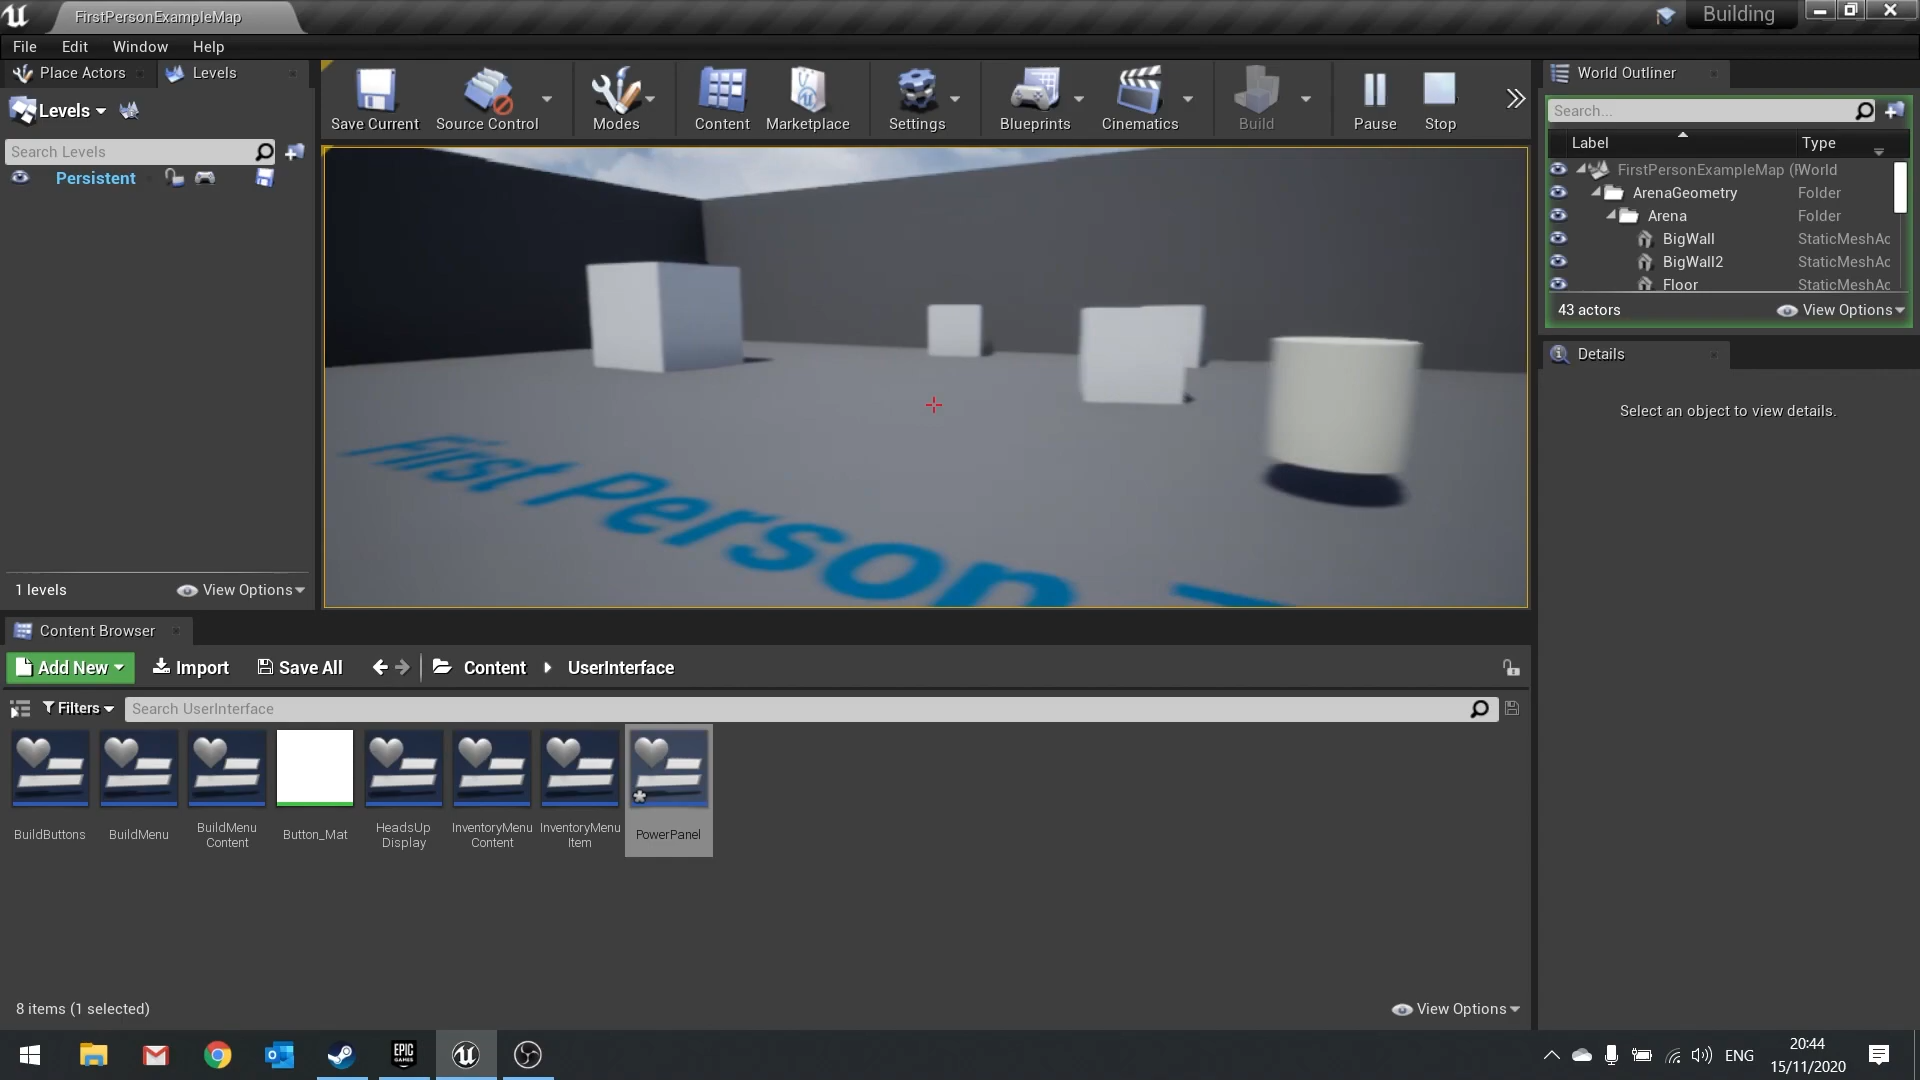 FirstPersonExampleMap
Building
File Edit Window Help
Place Actors
Levels
Levels
Search Levels
Persistent
1 levels
View Options
Save Current
Source Control
Modes
Content
Marketplace
Settings
Blueprints
Cinematics
Build
Pause
Stop
First Person
World Outliner
Search...
Label Type
FirstPersonExampleMap ( World
ArenaGeometry Folder
Arena Folder
BigWall StaticMeshAc
BigWall2 StaticMeshAc
Floor StaticMeshAc
43 actors
View Options
Details
Select an object to view details.
Content Browser
Add New Import Save All Content UserInterface
Filters Search UserInterface
BuildButtons
BuildMenu
BuildMenu
Content
Button_Mat
HeadsUp
Display
InventoryMenu
Content
InventoryMenu
Item
PowerPanel
8 items (1 selected)
View Options
EPIC
GAMES
ENG
20:44
15/11/2020